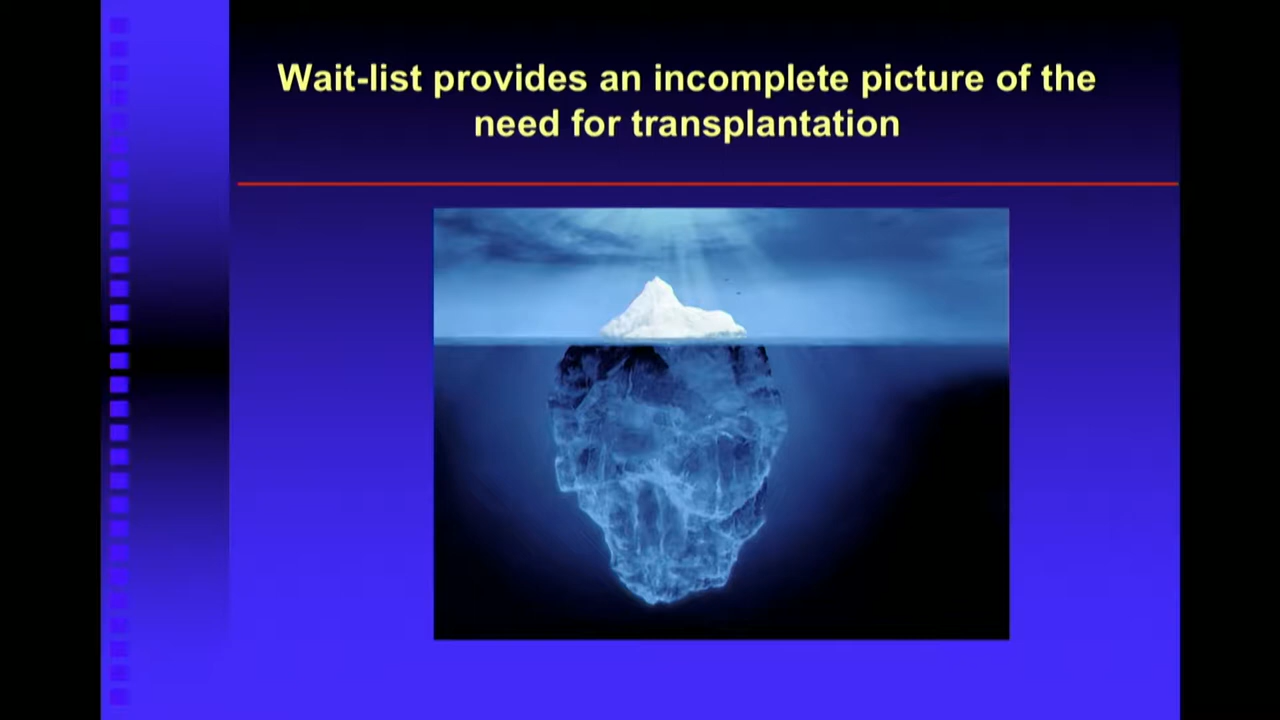 Wait-list provides an incomplete picture of the
need for transplantation